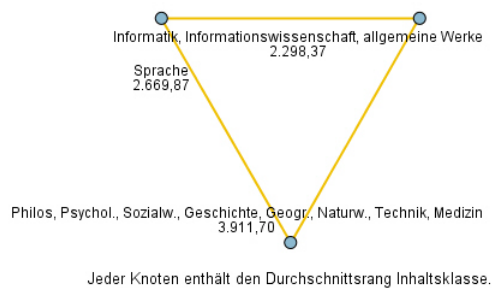 Informatik, Informationswissenschaft, allgemeine Werke
2.298,37
Sprache
2.669,87
Philos, Psychol., Sozialw., Geschichte, Geogr., Naturw., Technik, Medizin
3.911,70
Jeder Knoten enthält den Durchschnittsrang Inhaltsklasse.